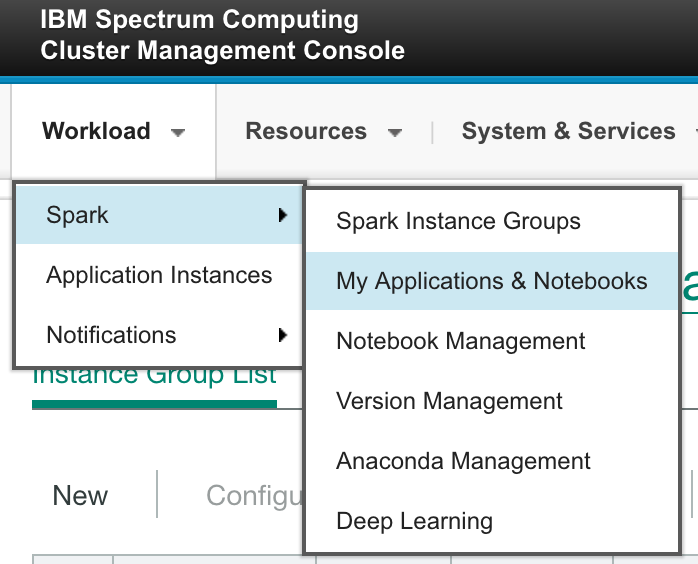 IBM Spectrum Computing
Cluster Management Console
Workload
Resources
System & Services
Spark
Application Instances
Notifications
Spark Instance Groups
My Applications & Notebooks
Notebook Management
Version Management
Anaconda Management
Deep Learning
Instance Group List
New